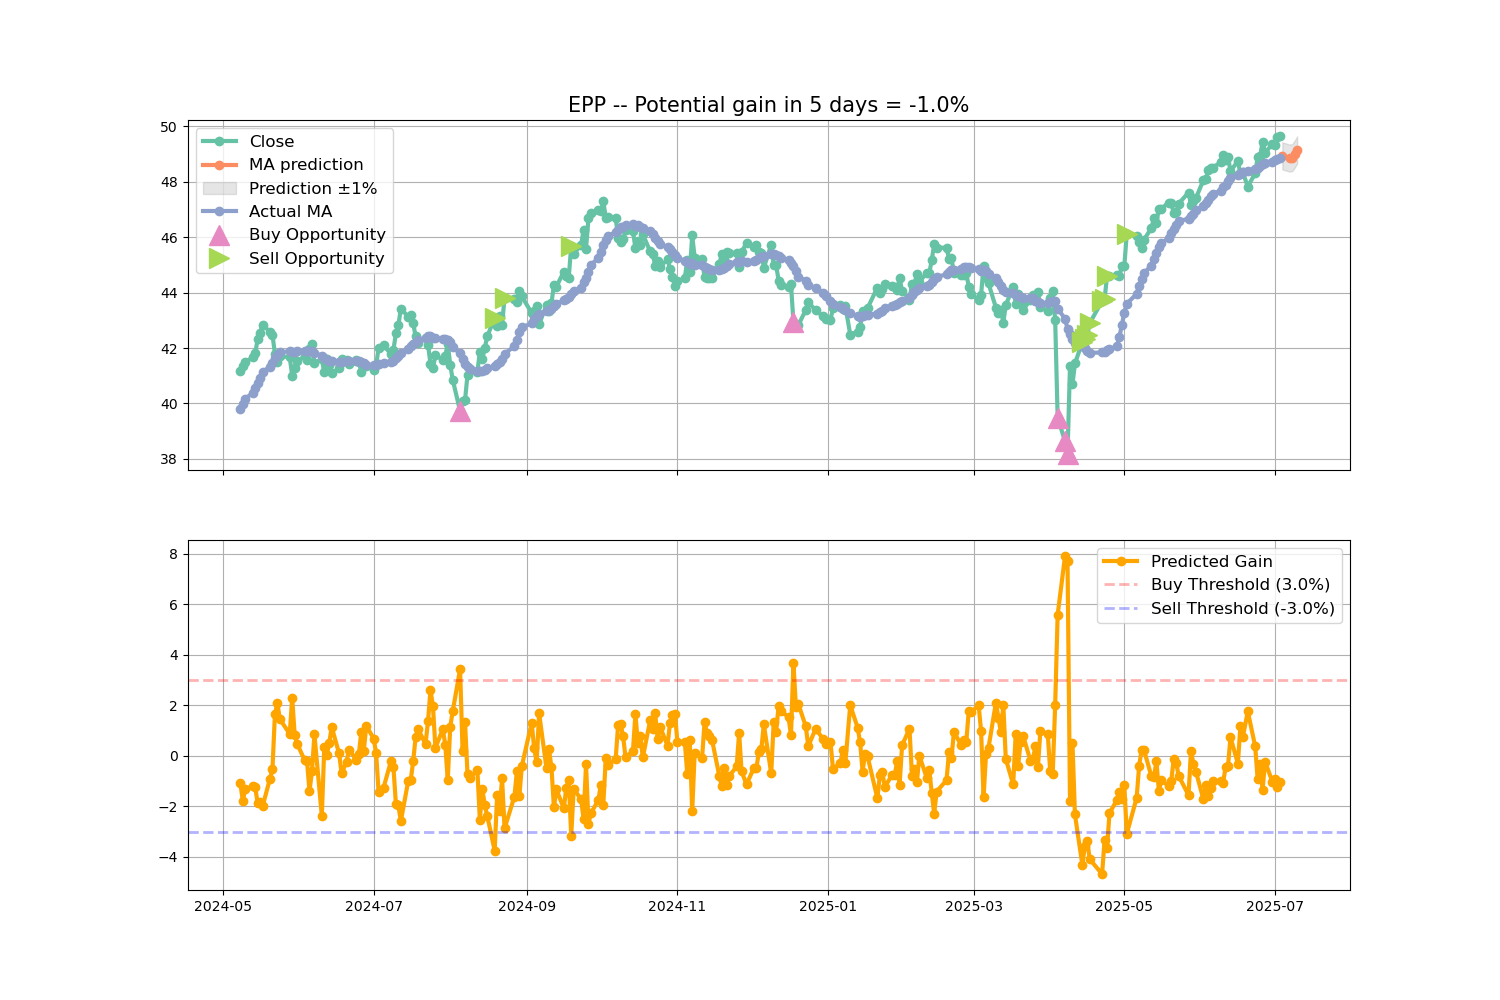 EPP -- Potential gain in 5 days = -1.0%
50
48
46
44
42
40
38
Close
MA prediction
Prediction ±1%
Actual MA
Buy Opportunity
Sell Opportunity
8
6
4
2
0
−2
−4
Predicted Gain
Buy Threshold (3.0%)
Sell Threshold (-3.0%)
2024-05
2024-07
2024-09
2024-11
2025-01
2025-03
2025-05
2025-07